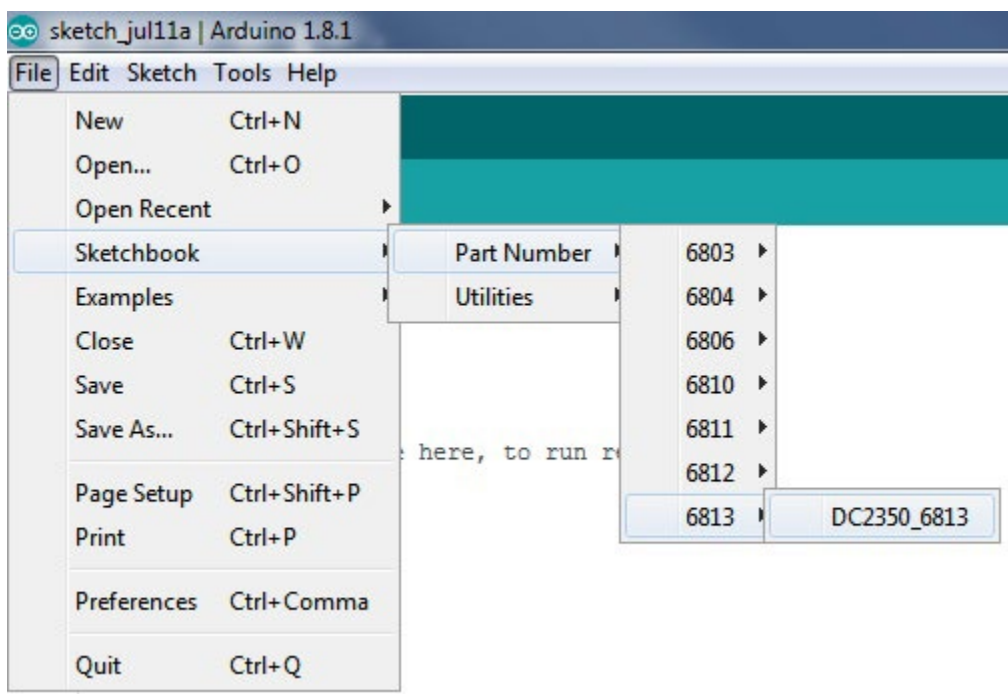 sketch_jul11a | Arduino 1.8.1
File Edit Sketch Tools Help
New Ctrl+N
Open... Ctrl+O
Open Recent
Sketchbook
Examples
Close Ctrl+W
Save Ctrl+S
Save As... Ctrl+Shift+S
Page Setup Ctrl+Shift+P
Print Ctrl+P
Preferences Ctrl+Comma
Quit Ctrl+Q
Part Number
Utilities
6803
6804
6806
6810
6811
6812
6813
DC2350_6813
here, to run